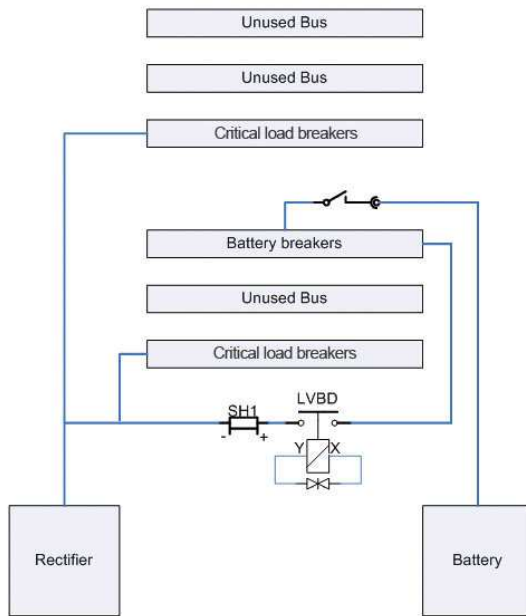 Unused Bus
Unused Bus
Critical load breakers
Battery breakers
Unused Bus
Critical load breakers
SH1
LVBD
- +
Y X
Rectifier
Battery